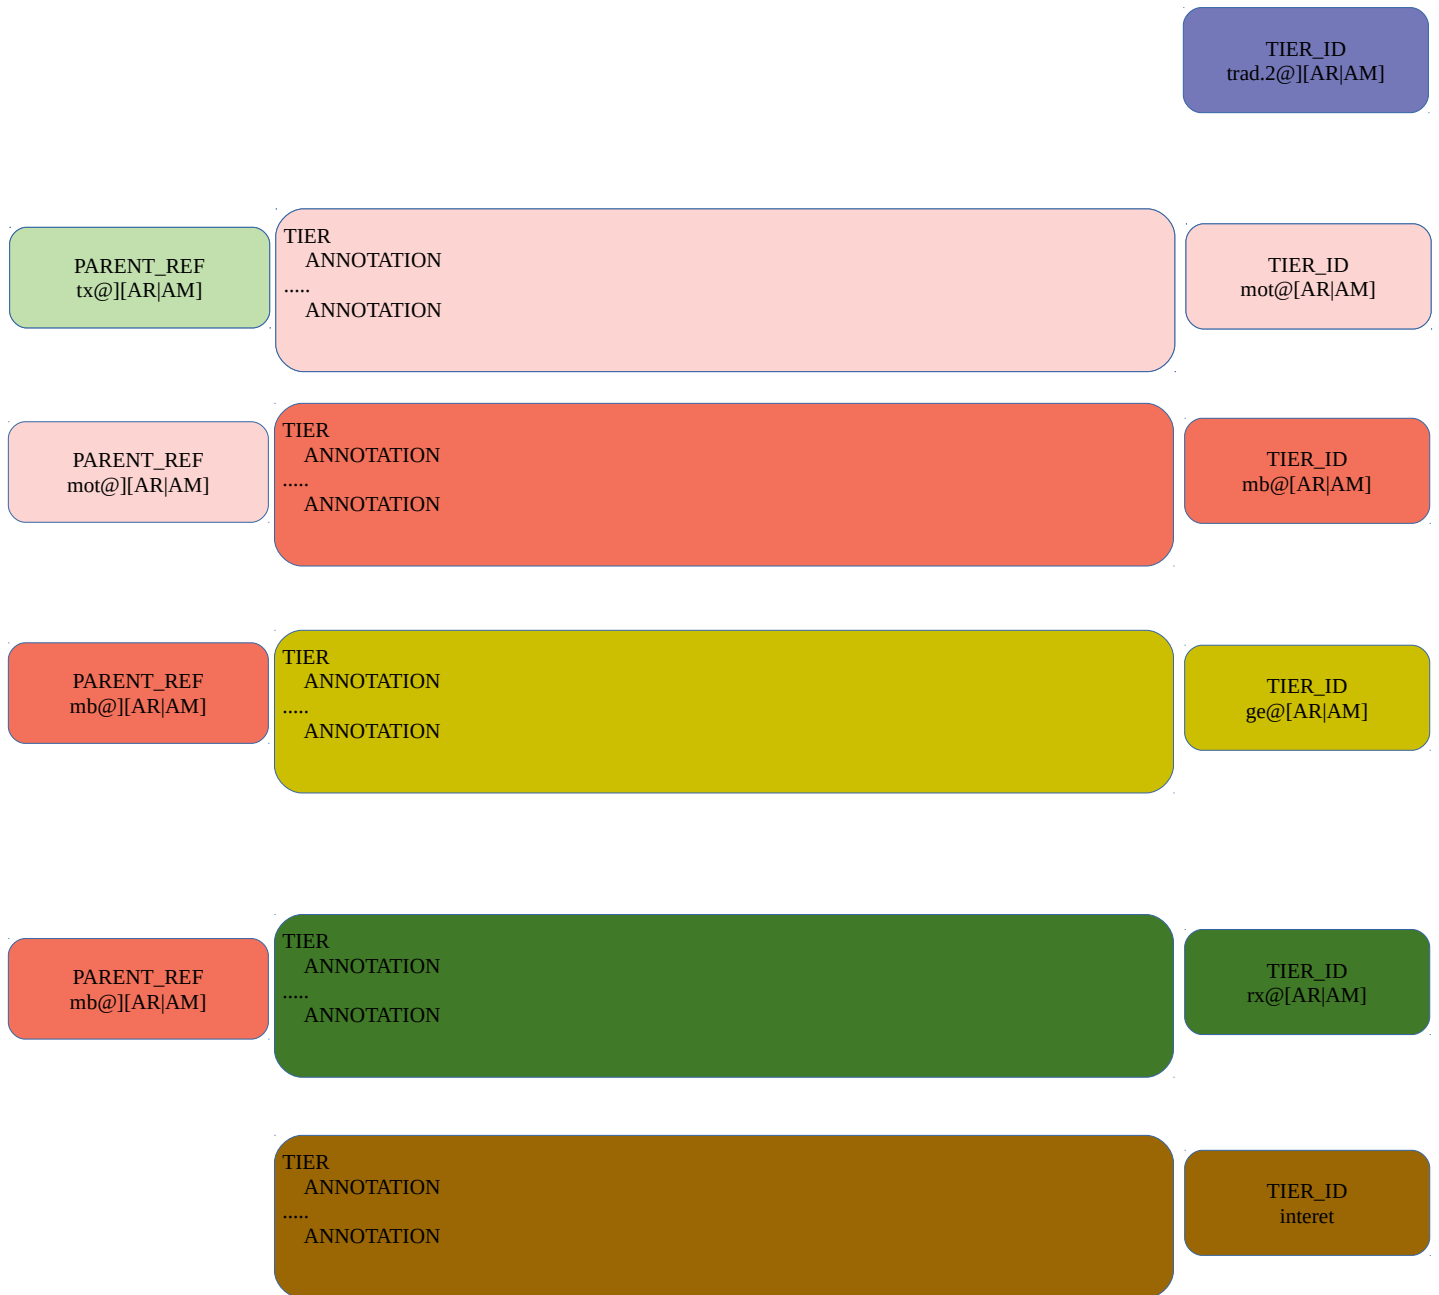 TIER_ID
trad.2@][AR|AM]
PARENT_REF
tx@][AR|AM]
TIER
ANNOTATION
.....
ANNOTATION
TIER_ID
mot@[AR|AM]
PARENT_REF
mot@][AR|AM]
TIER
ANNOTATION
.....
ANNOTATION
TIER_ID
mb@[AR|AM]
PARENT_REF
mb@][AR|AM]
TIER
ANNOTATION
.....
ANNOTATION
TIER_ID
ge@[AR|AM]
PARENT_REF
mb@][AR|AM]
TIER
ANNOTATION
.....
ANNOTATION
TIER_ID
rx@[AR|AM]
TIER
ANNOTATION
.....
ANNOTATION
TIER_ID
interet